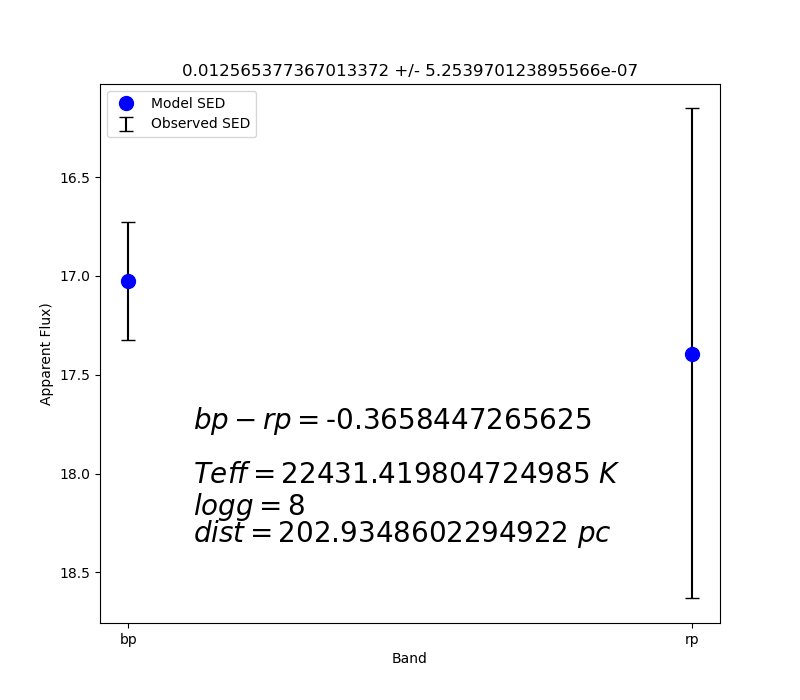 0.012565377367013372 +/- 5.253970123895566e-07
Model SED
Observed SED
16.5
17.0
17.5
18.0
18.5
Apparent Flux)
bp − rp = -0.3658447265625
Teff = 22431.419804724985 K
logg = 8
dist = 202.9348602294922 pc
bp
rp
Band